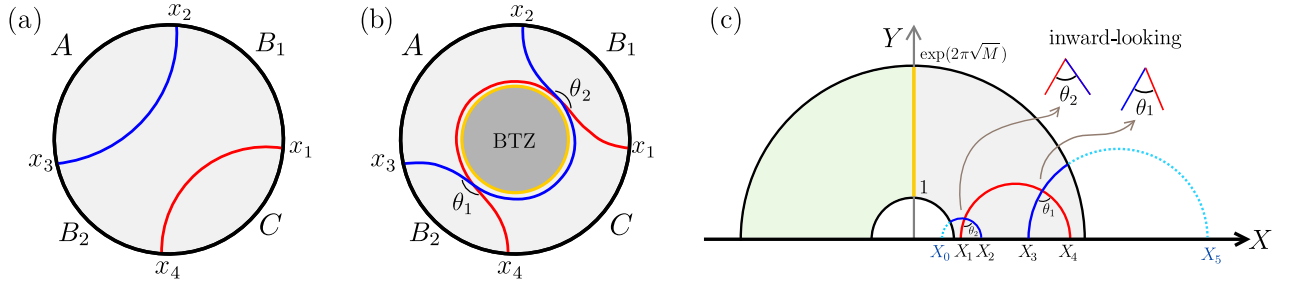 (a)
x₂
A
B₁
x₃
x₁
B₂
C
x₄
(b)
x₂
A
B₁
θ₂
BTZ
x₃
x₁
θ₁
B₂
C
x₄
(c)
Y
exp(2π√M)
inward-looking
θ₂
θ₁
1
θ₂
θ₁
X
X₀
X₁
X₂
X₃
X₄
X₅